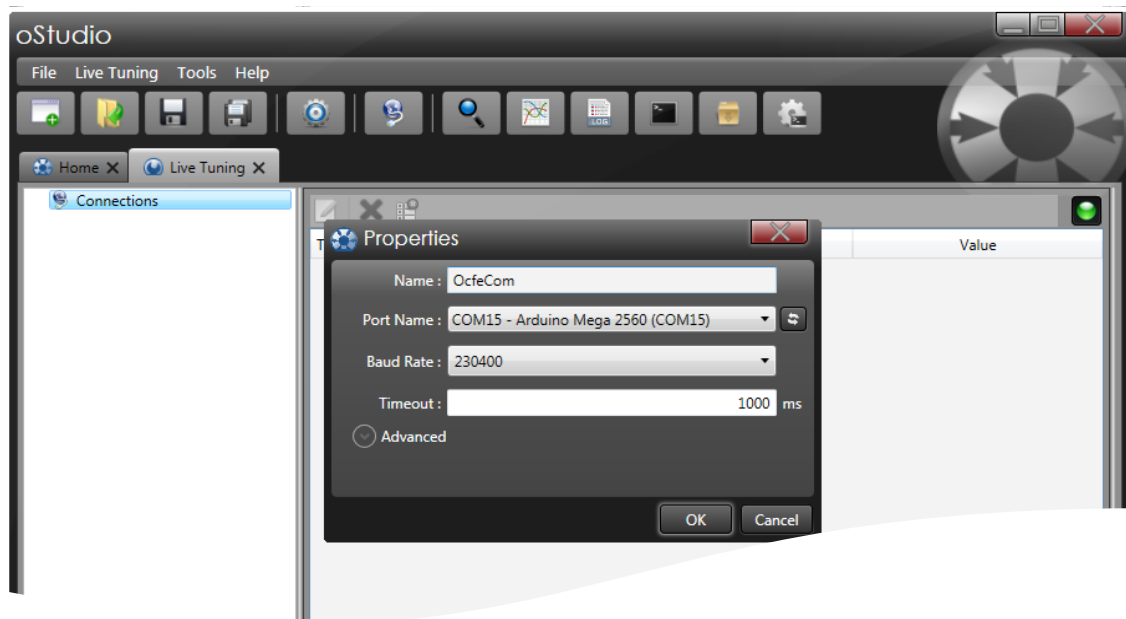 oStudio
File Live Tuning Tools Help
LOG
Home Live Tuning
Connections
T Value
Properties
Name : OcfeCom
Port Name : COM15 - Arduino Mega 2560 (COM15)
Baud Rate : 230400
Timeout : 1000 ms
Advanced
OK Cancel